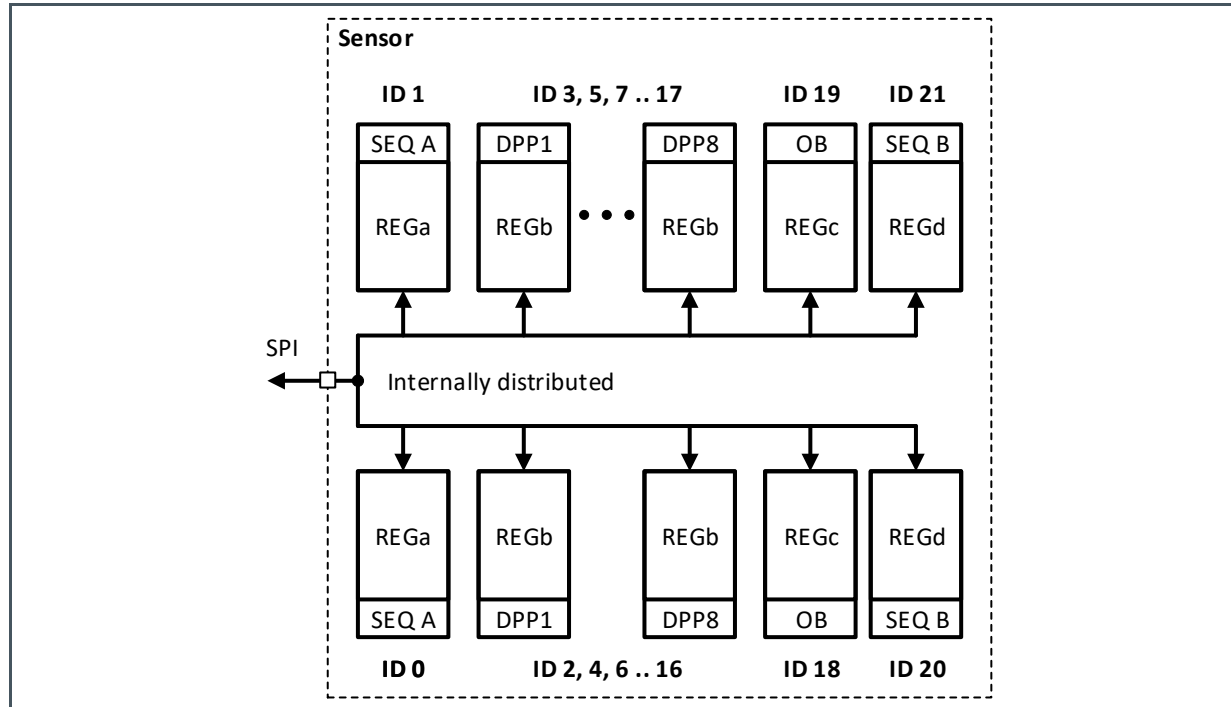 Sensor
ID 1 ID 3, 5, 7 .. 17 ID 19 ID 21
SEQ A DPP1 DPP8 OB SEQ B
REGa REGb REGb REGc REGd
SPI
Internally distributed
REGa REGb REGb REGc REGd
SEQ A DPP1 DPP8 OB SEQ B
ID 0 ID 2, 4, 6 .. 16 ID 18 ID 20